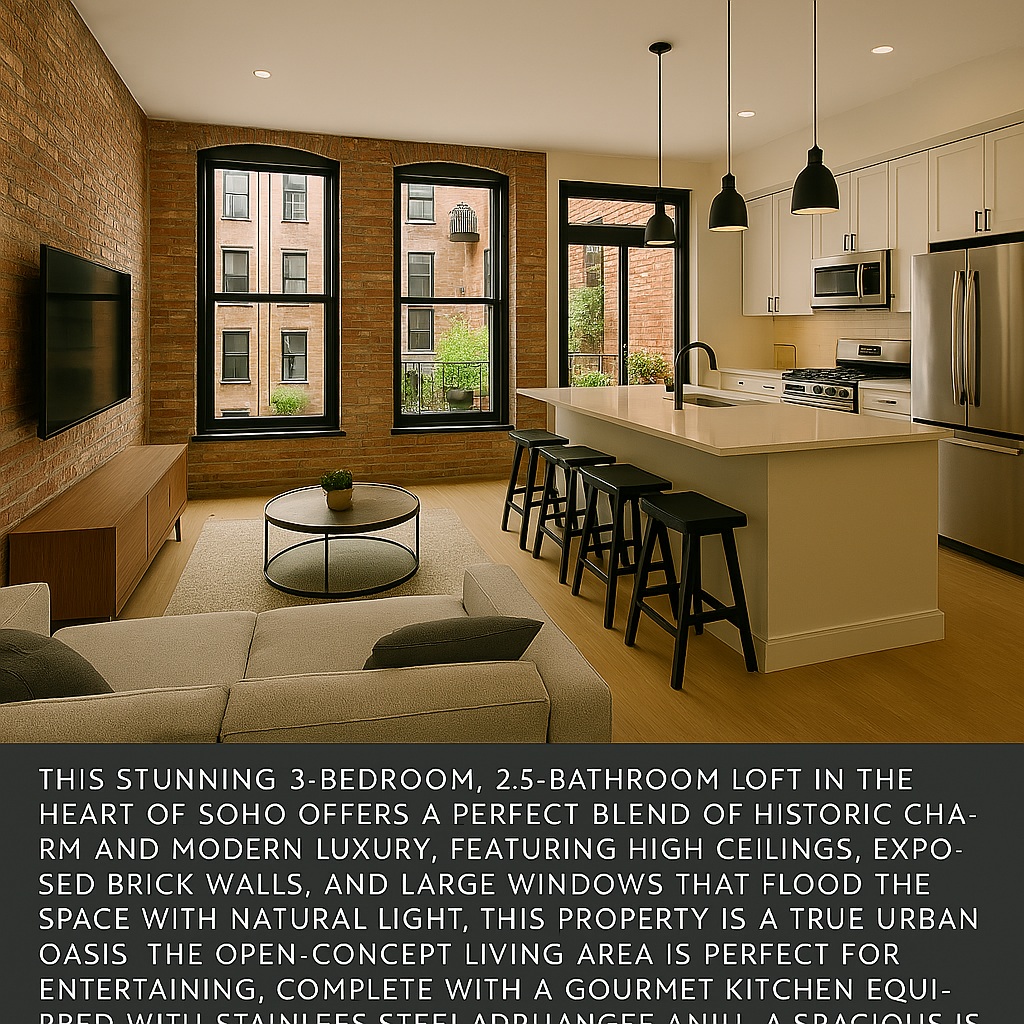 THIS STUNNING 3-BEDROOM, 2.5-BATHROOM LOFT IN THE
HEART OF SOHO OFFERS A PERFECT BLEND OF HISTORIC CHA-
RM AND MODERN LUXURY, FEATURING HIGH CEILINGS, EXPO-
SED BRICK WALLS, AND LARGE WINDOWS THAT FLOOD THE
SPACE WITH NATURAL LIGHT, THIS PROPERTY IS A TRUE URBAN
OASIS THE OPEN-CONCEPT LIVING AREA IS PERFECT FOR
ENTERTAINING, COMPLETE WITH A GOURMET KITCHEN EQUI-
WITH A SPACIOUS IS